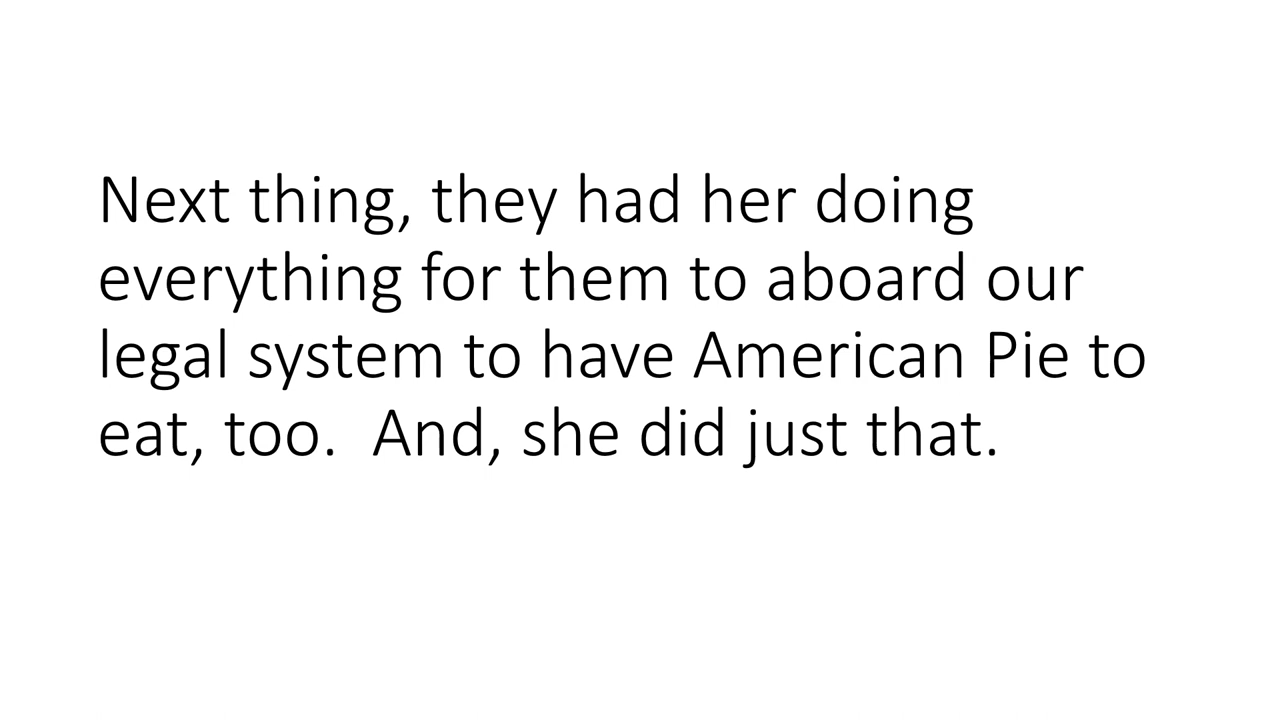 Next thing, they had her doing
everything for them to aboard our
legal system to have American Pie to
eat, too.  And, she did just that.